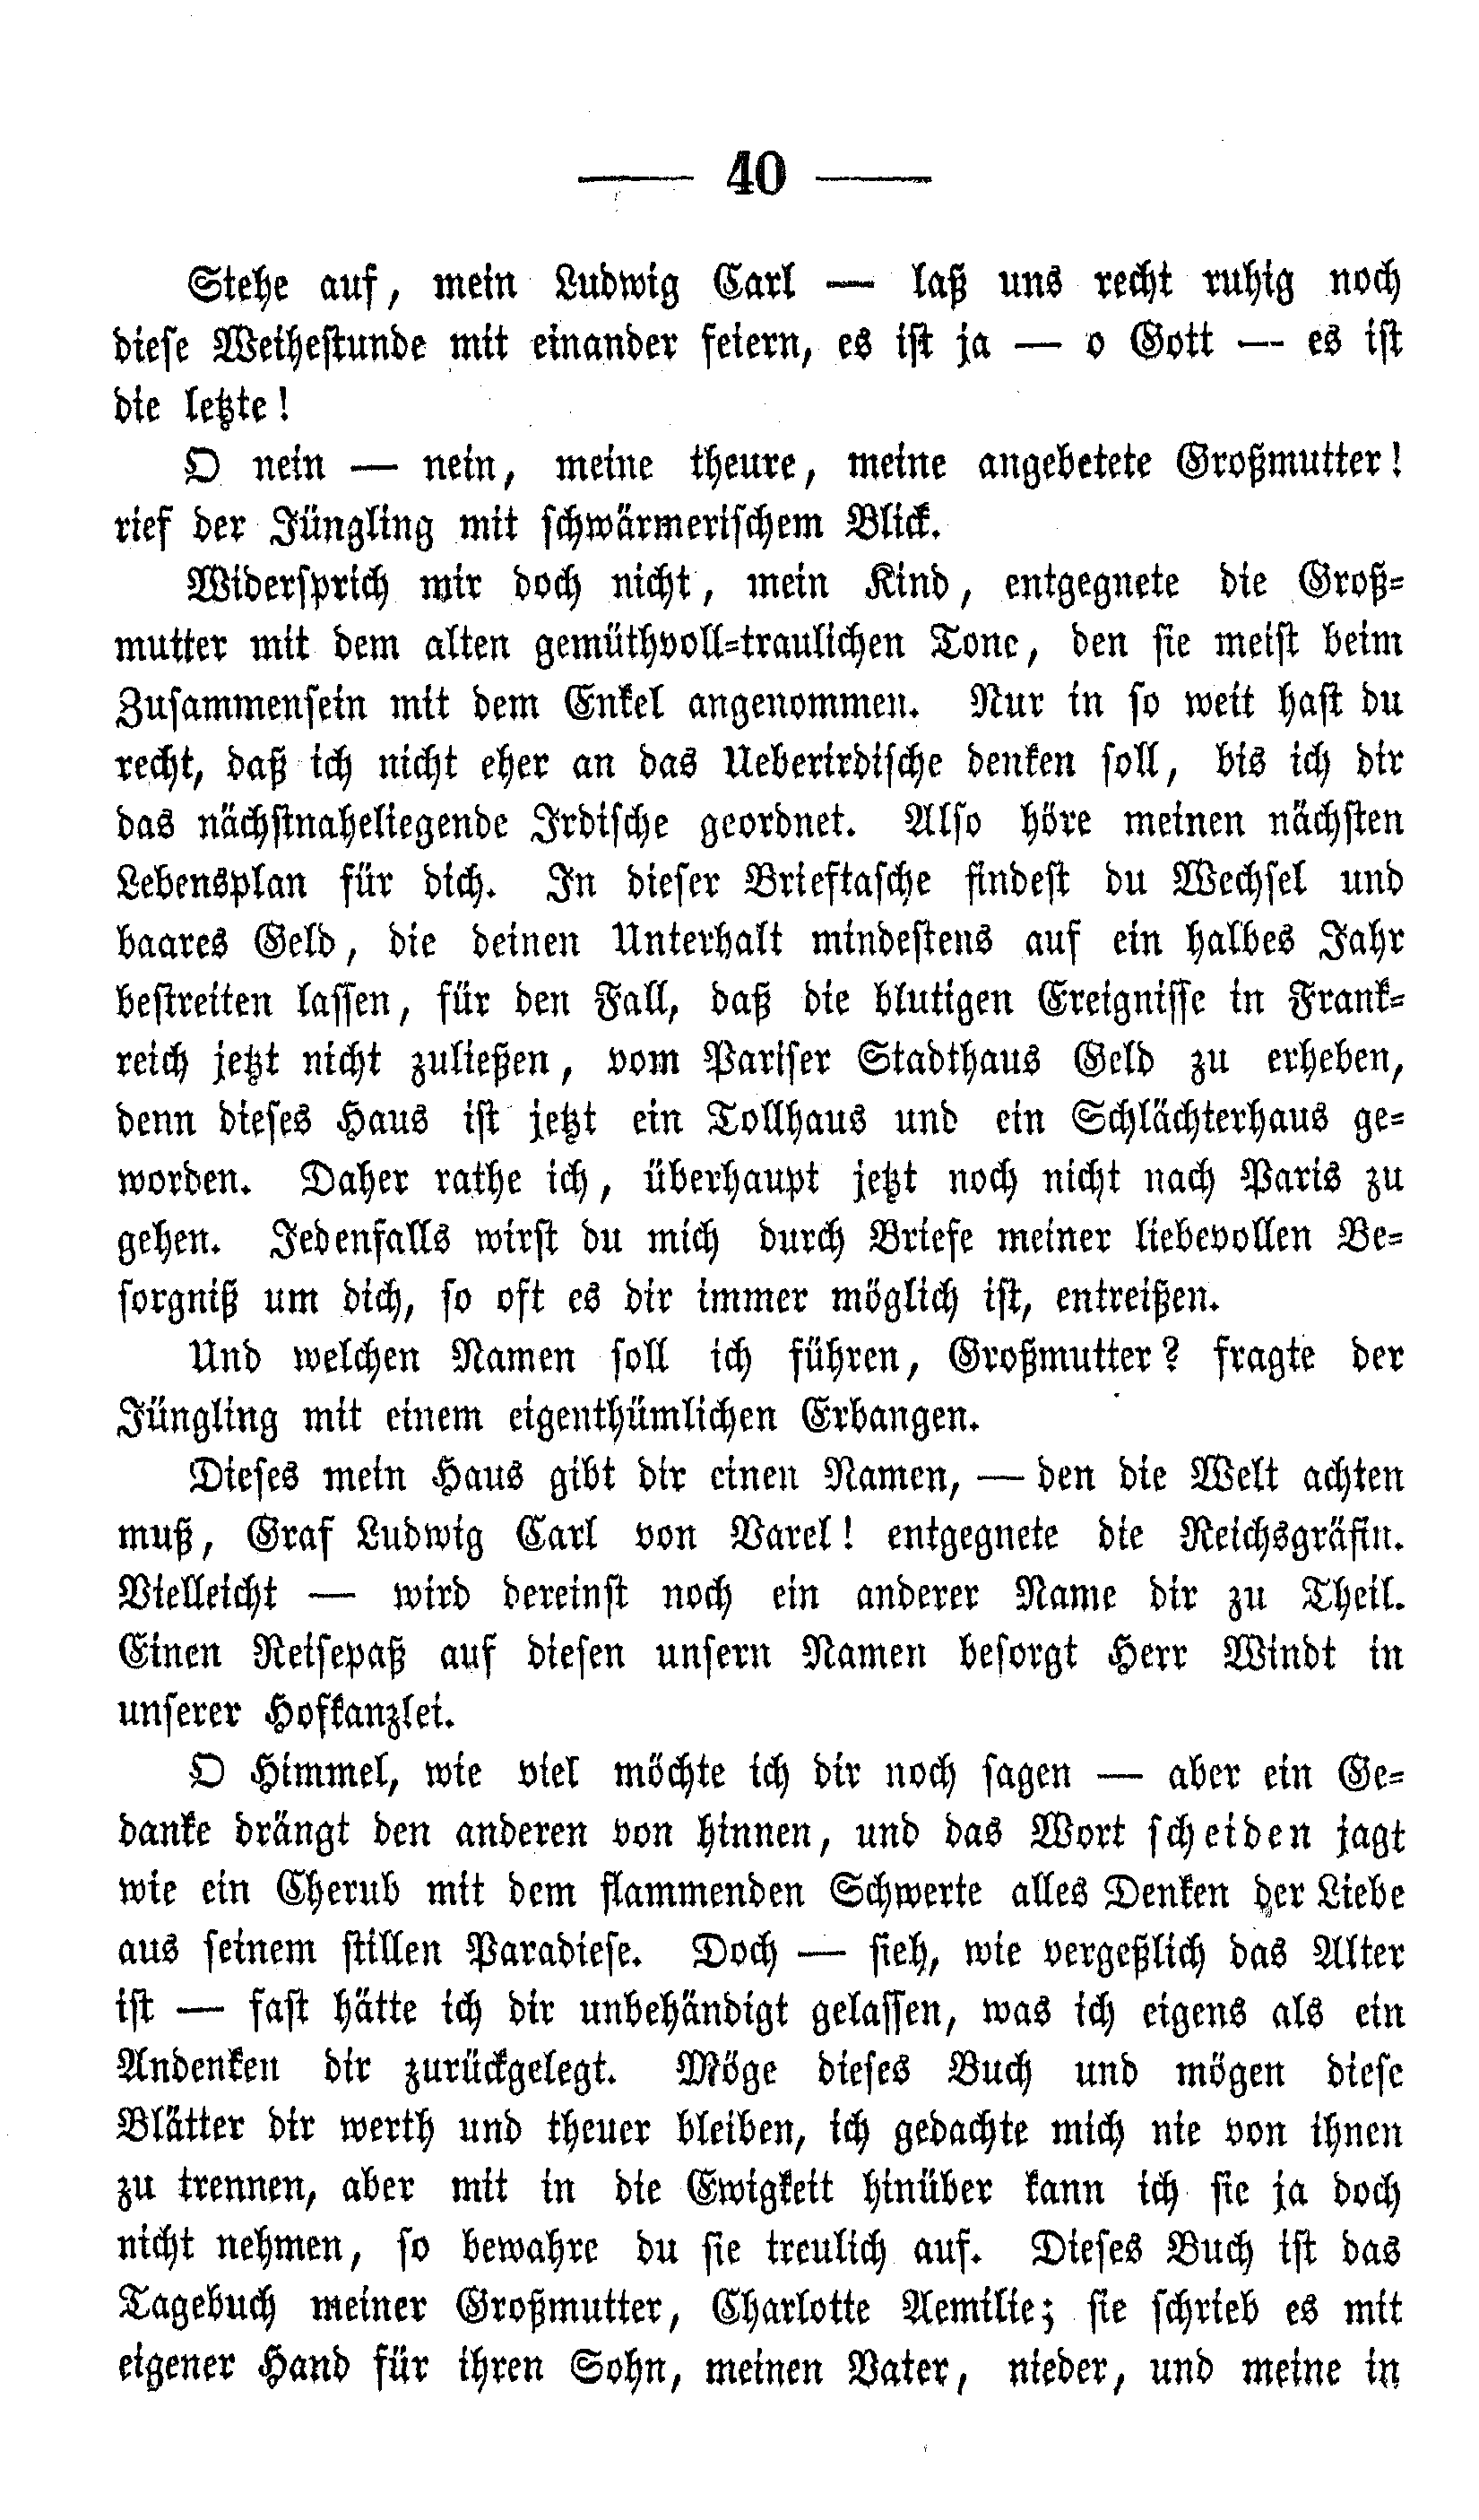 — 40 —
Stehe auf, mein Ludwig Carl — laß uns recht ruhig noch
diese Weihestunde mit einander feiern, es ist ja — o Gott — es ist
die letzte!
O nein — nein, meine theure, meine angebetete Großmutter!
rief der Jüngling mit schwärmerischem Blick.
Widersprich mir doch nicht, mein Kind, entgegnete die Groß-
mutter mit dem alten gemüthvoll-traulichen Tone, den sie meist beim
Zusammensein mit dem Enkel angenommen. Nur in so weit hast du
recht, daß ich nicht eher an das Ueberirdische denken soll, bis ich dir
das nächstnaheliegende Irdische geordnet. Also höre meinen nächsten
Lebensplan für dich. In dieser Brieftasche findest du Wechsel und
baares Geld, die deinen Unterhalt mindestens auf ein halbes Jahr
bestreiten lassen, für den Fall, daß die blutigen Ereignisse in Frank-
reich jetzt nicht zuließen, vom Pariser Stadthaus Geld zu erheben,
denn dieses Haus ist jetzt ein Tollhaus und ein Schlächterhaus ge-
worden. Daher rathe ich, überhaupt jetzt noch nicht nach Paris zu
gehen. Jedenfalls wirst du mich durch Briefe meiner liebevollen Be-
sorgniß um dich, so oft es dir immer möglich ist, entreißen.
Und welchen Namen soll ich führen, Großmutter? fragte der
Jüngling mit einem eigenthümlichen Erbangen.
Dieses mein Haus gibt dir einen Namen, — den die Welt achten
muß, Graf Ludwig Carl von Varel! entgegnete die Reichsgräfin.
Vielleicht — wird dereinst noch ein anderer Name dir zu Theil.
Einen Reisepaß auf diesen unsern Namen besorgt Herr Windt in
unserer Hofkanzlei.
O Himmel, wie viel möchte ich dir noch sagen — aber ein Ge-
danke drängt den anderen von hinnen, und das Wort scheiden jagt
wie ein Cherub mit dem flammenden Schwerte alles Denken der Liebe
aus seinem stillen Paradiese. Doch — sieh, wie vergeßlich das Alter
ist — fast hätte ich dir unbehändigt gelassen, was ich eigens als ein
Andenken dir zurückgelegt. Möge dieses Buch und mögen diese
Blätter dir werth und theuer bleiben, ich gedachte mich nie von ihnen
zu trennen, aber mit in die Ewigkeit hinüber kann ich sie ja doch
nicht nehmen, so bewahre du sie treulich auf. Dieses Buch ist das
Tagebuch meiner Großmutter, Charlotte Aemilie; sie schrieb es mit
eigener Hand für ihren Sohn, meinen Vater, nieder, und meine in